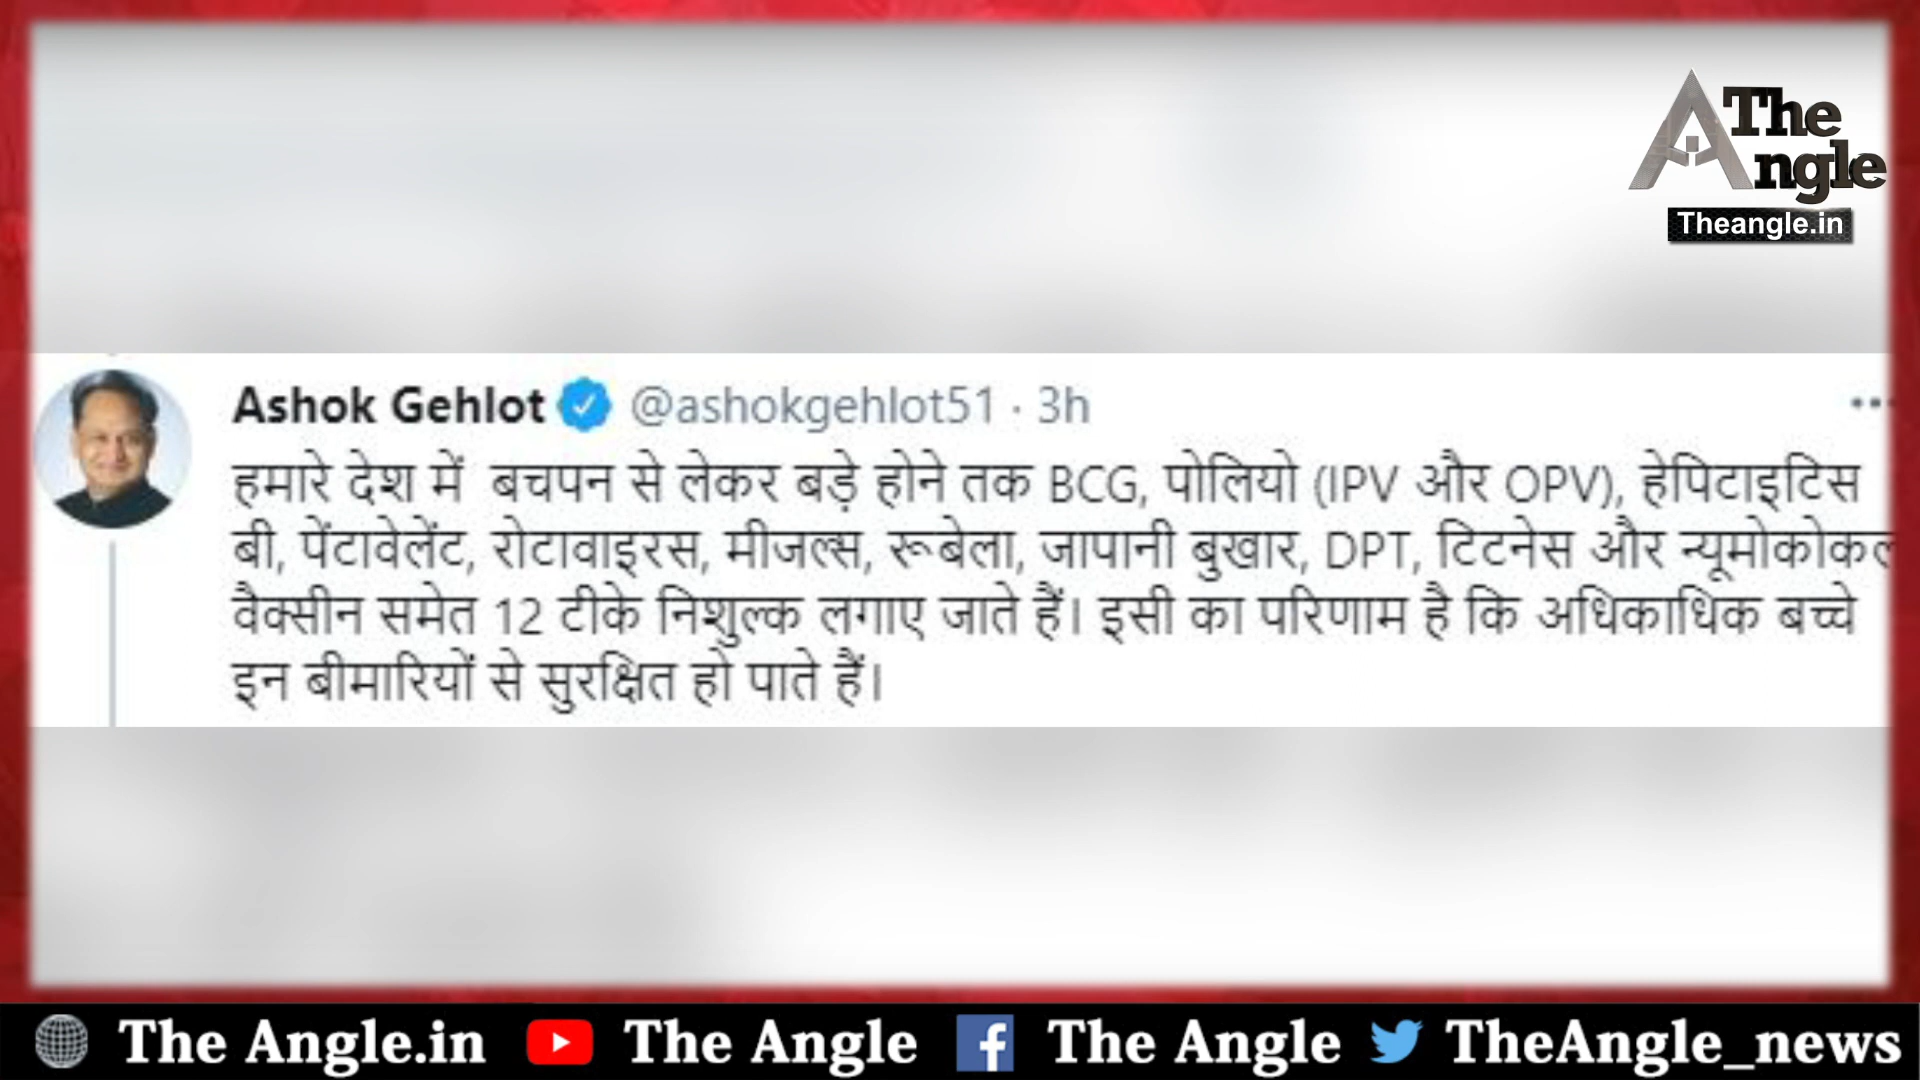 The
Angle
Theangle.in
Ashok Gehlot @ashokgehlot51 · 3h
हमारे देश में बचपन से लेकर बड़े होने तक BCG, पोलियो (IPV और OPV), हेपिटाइटिस
बी, पेंटावेलेंट, रोटावाइरस, मीजल्स, रूबेला, जापानी बुखार, DPT, टिटनेस और न्यूमोकोकल
वैक्सीन समेत 12 टीके निशुल्क लगाए जाते हैं। इसी का परिणाम है कि अधिकाधिक बच्चे
इन बीमारियों से सुरक्षित हो पाते हैं।
The Angle.in The Angle The Angle TheAngle_news